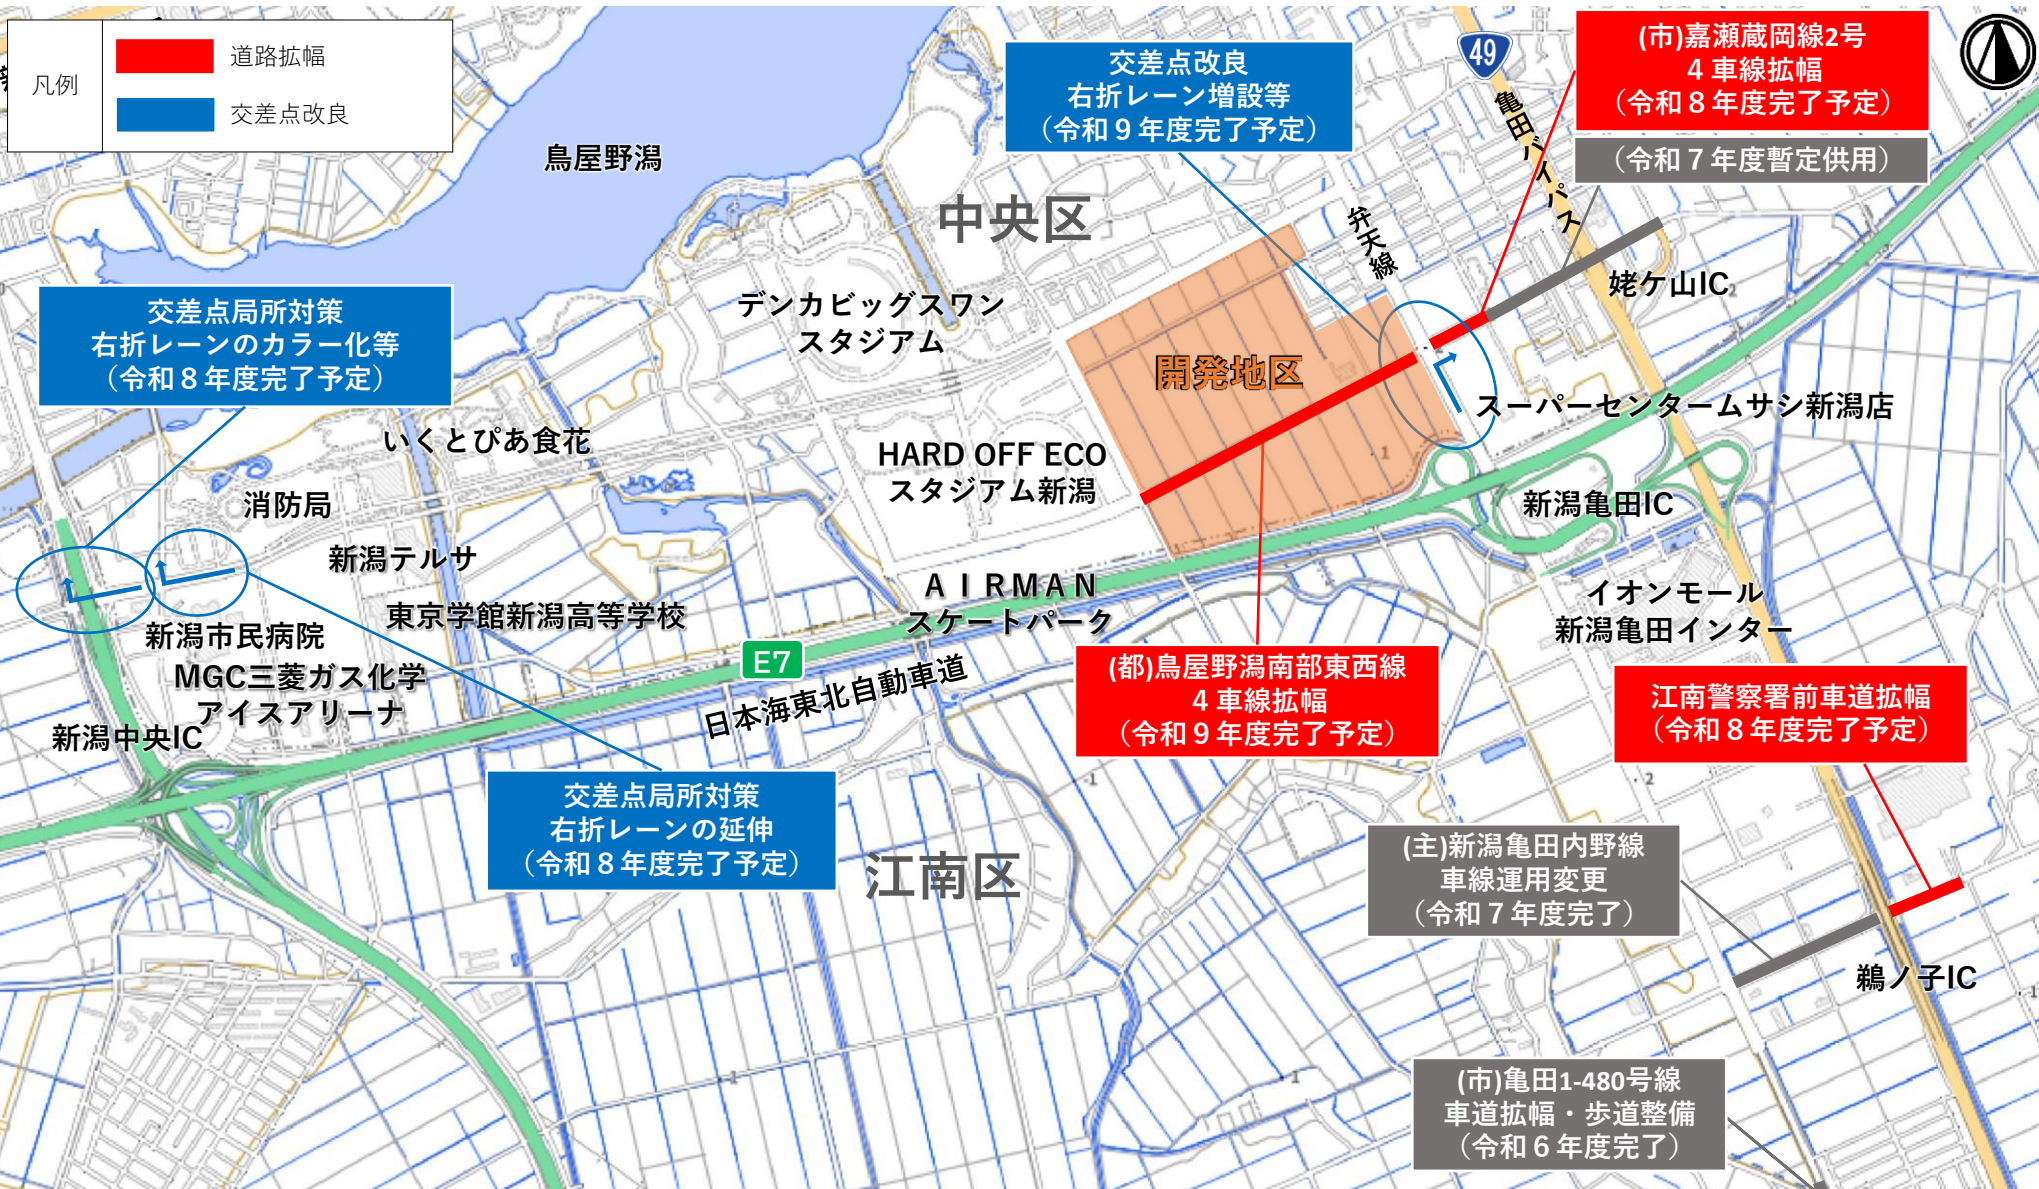 凡例
道路拡幅
交差点改良
鳥屋野潟
中央区
交差点改良
右折レーン増設等
（令和９年度完了予定）
49
亀田バイパス
(市)嘉瀬蔵岡線2号
４車線拡幅
（令和８年度完了予定）
（令和７年度暫定供用）
弁天線
姥ケ山IC
交差点局所対策
右折レーンのカラー化等
（令和８年度完了予定）
デンカビッグスワン
スタジアム
開発地区
スーパーセンタームサシ新潟店
いくとぴあ食花
HARD OFF ECO
スタジアム新潟
消防局
新潟亀田IC
新潟テルサ
東京学館新潟高等学校
ＡＩＲＭＡＮ
スケートパーク
イオンモール
新潟亀田インター
新潟市民病院
MGC三菱ガス化学
アイスアリーナ
新潟中央IC
E7
日本海東北自動車道
(都)鳥屋野潟南部東西線
４車線拡幅
（令和９年度完了予定）
江南警察署前車道拡幅
（令和８年度完了予定）
交差点局所対策
右折レーンの延伸
（令和８年度完了予定）
江南区
(主)新潟亀田内野線
車線運用変更
（令和７年度完了）
鵜ノ子IC
(市)亀田1-480号線
車道拡幅・歩道整備
（令和６年度完了）